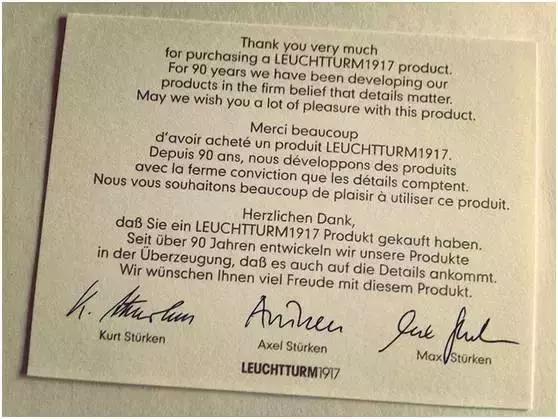 Thank you very much
for purchasing a LEUCHTTURM1917 product.
For 90 years we have been developing our
products in the firm belief that details matter.
May we wish you a lot of pleasure with this product.
Merci beaucoup
d'avoir acheté un produit LEUCHTTURM1917.
Depuis 90 ans, nous développons des produits
avec la ferme conviction que les détails comptent.
Nous vous souhaitons beaucoup de plaisir à utiliser ce produit.
Herzlichen Dank,
daß Sie ein LEUCHTTURM1917 Produkt gekauft haben.
Seit über 90 Jahren entwickeln wir unsere Produkte
in der Überzeugung, daß es auch auf die Details ankommt.
Wir wünschen Ihnen viel Freude mit diesem Produkt.
Kurt Stürken
Axel Stürken
Max Stürken
LEUCHTTURM1917